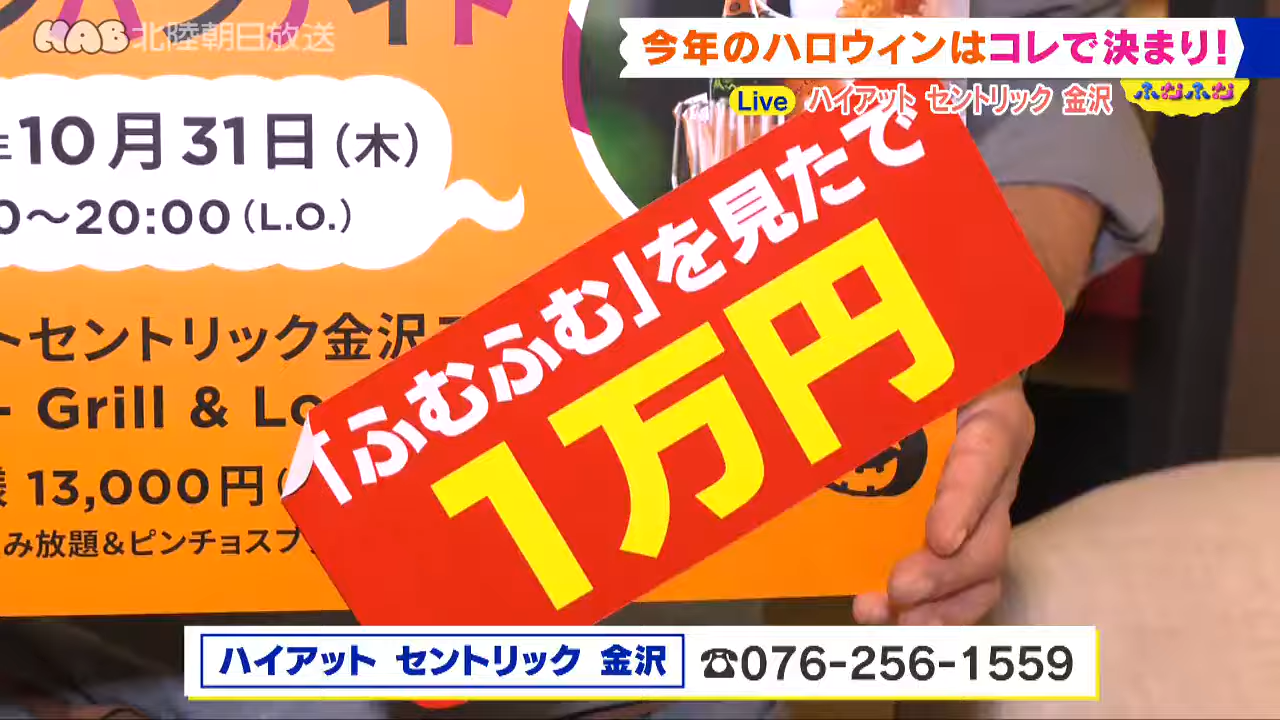 HAB北陸朝日放送
今年のハロウィンはコレで決まり!
Live ハイアット セントリック 金沢
ふむふむ
10月31日(木)
0〜20:00(L.O.)
トセントリック金沢
Grill & Lo
13,000円(
み放題&ピンチョスプ
「ふむふむ」を見たで
1万円
ハイアット セントリック 金沢
☎076-256-1559